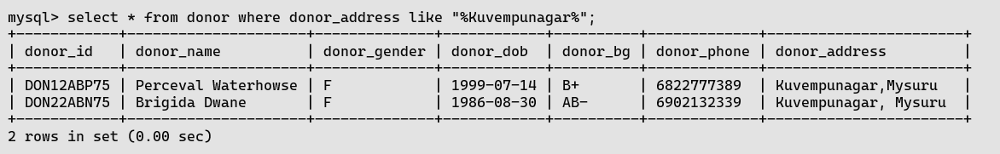 mysql> select * from donor where donor_address like "%Kuvempunagar%";
+------------+---------------------+--------------+------------+----------+-------------+-----------------------+
| donor_id   | donor_name          | donor_gender | donor_dob  | donor_bg | donor_phone | donor_address         |
+------------+---------------------+--------------+------------+----------+-------------+-----------------------+
| DON12ABP75 | Perceval Waterhowse | F            | 1999-07-14 | B+       | 6822777389  | Kuvempunagar,Mysuru   |
| DON22ABN75 | Brigida Dwane       | F            | 1986-08-30 | AB-      | 6902132339  | Kuvempunagar, Mysuru  |
+------------+---------------------+--------------+------------+----------+-------------+-----------------------+
2 rows in set (0.00 sec)